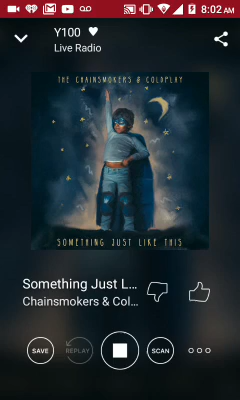 8:02 AM
Y100
Live Radio
THE CHAINSMOKERS & COLDPLAY
SOMETHING JUST LIKE THIS
Something Just L...
Chainsmokers & Col...
SAVE REPLAY SCAN